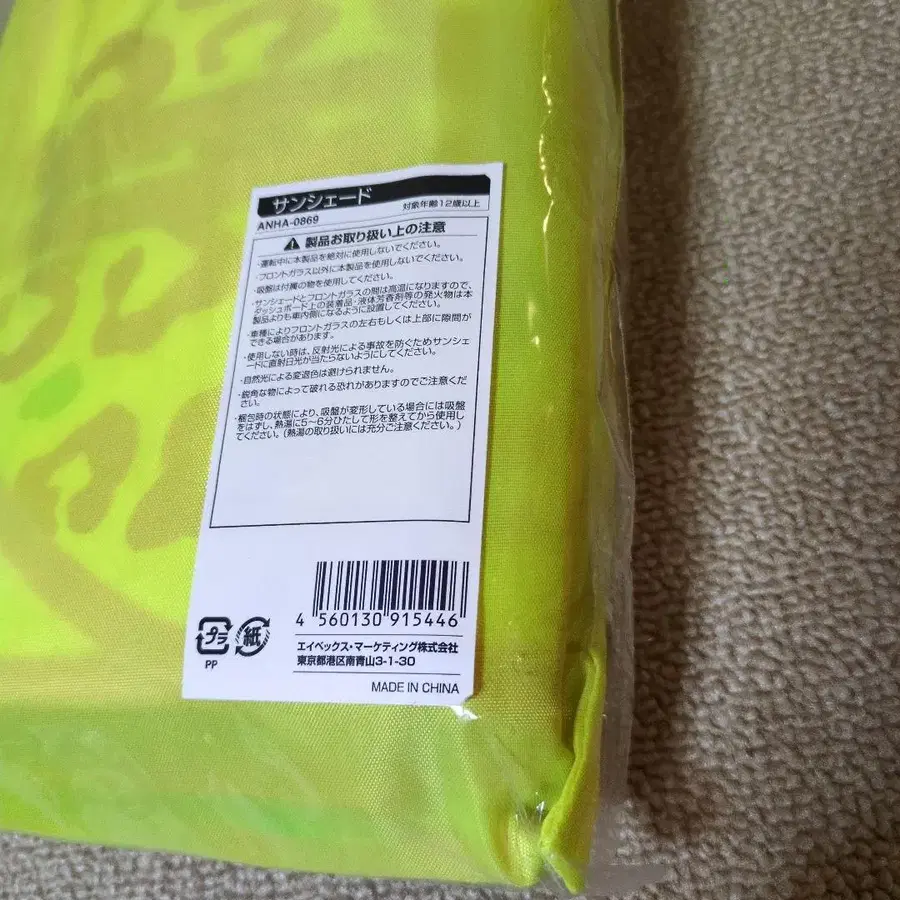 サンシェード
対象年齢12歳以上
ANHA-0869
製品お取り扱い上の注意
・運転中に本製品を絶対に使用しないでください。
・フロントガラス以外に本製品を使用しないでください。
・吸盤は付属の物を使用してください。
・サンシェードとフロントガラスの間は高温になりますので、
ダッシュボード上の装着品・液体芳香剤等の発火物は本
製品よりも車内側になるように設置してください。
・車種によりフロントガラスの左右もしくは上部に隙間が
できる場合があります。
・使用しない時は、反射光による事故を防ぐためサンシェー
ドに直射日光が当たらないようにしてください。
・自然光による変退色は避けられません。
・鋭角な物によって破れる恐れがありますのでご注意くだ
さい。
・梱包時の状態により、吸盤が変形している場合には吸盤
をはずし、熱湯に5〜6分ひたして形を整えてから使用し
てください。(熱湯の取り扱いには充分ご注意ください。)
4 560130 915446
プラ
紙
PP
エイベックス・マーケティング株式会社
東京都港区南青山3-1-30
MADE IN CHINA